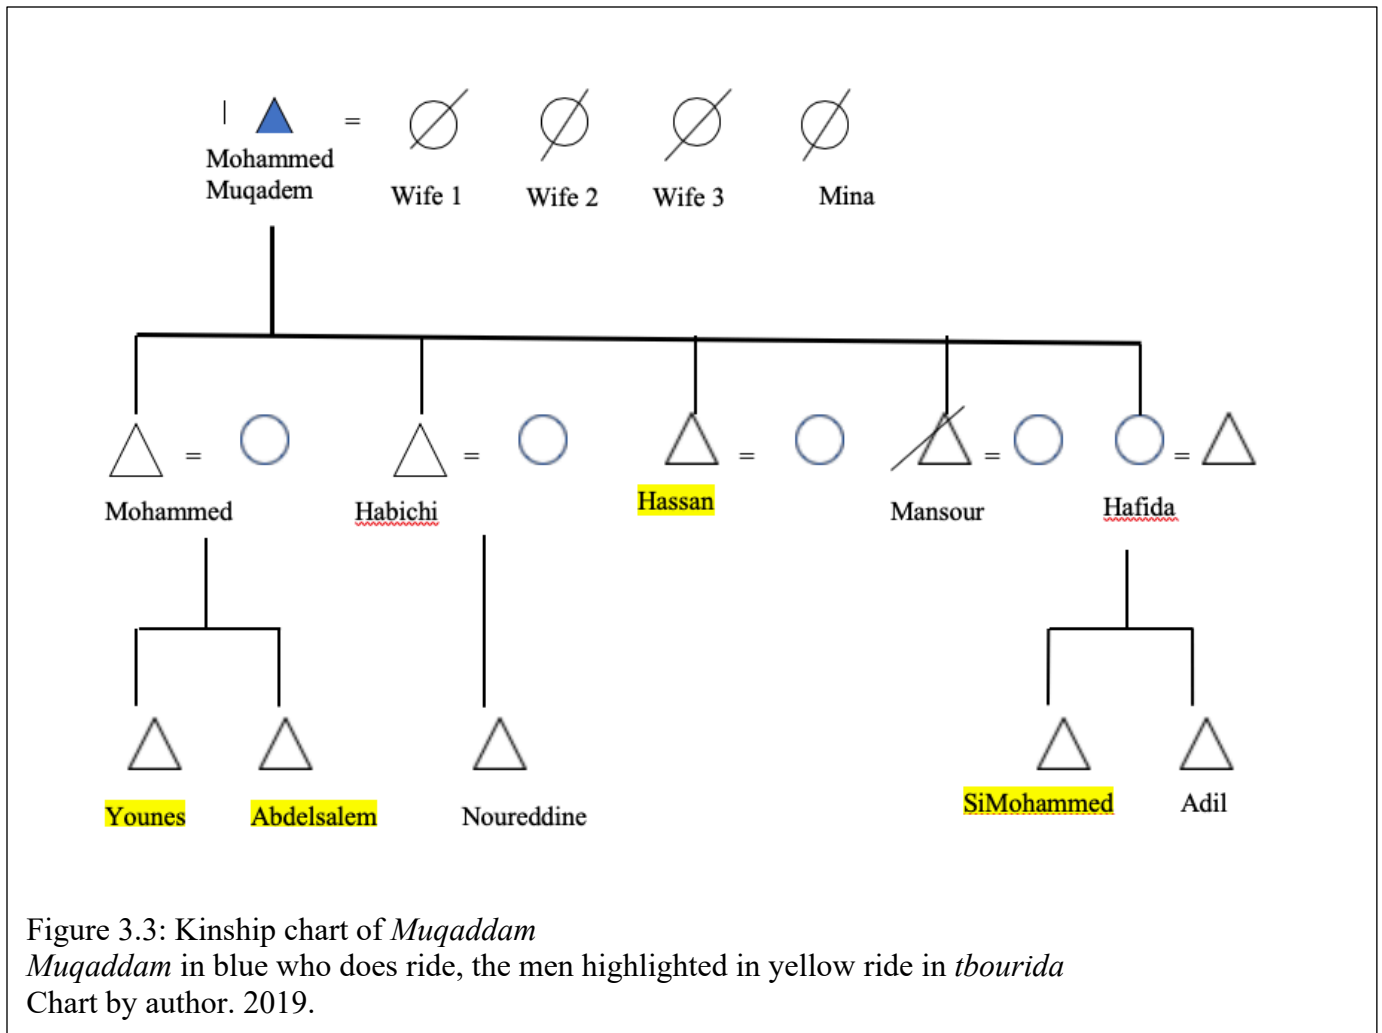 | =
Mohammed
Muqadem
Wife 1 Wife 2 Wife 3 Mina
= = = = =
Mohammed Habichi Hassan Mansour Hafida
Younes Abdelsalem Noureddine SiMohammed Adil
Figure 3.3: Kinship chart of Muqaddam
Muqaddam in blue who does ride, the men highlighted in yellow ride in tbourida
Chart by author. 2019.